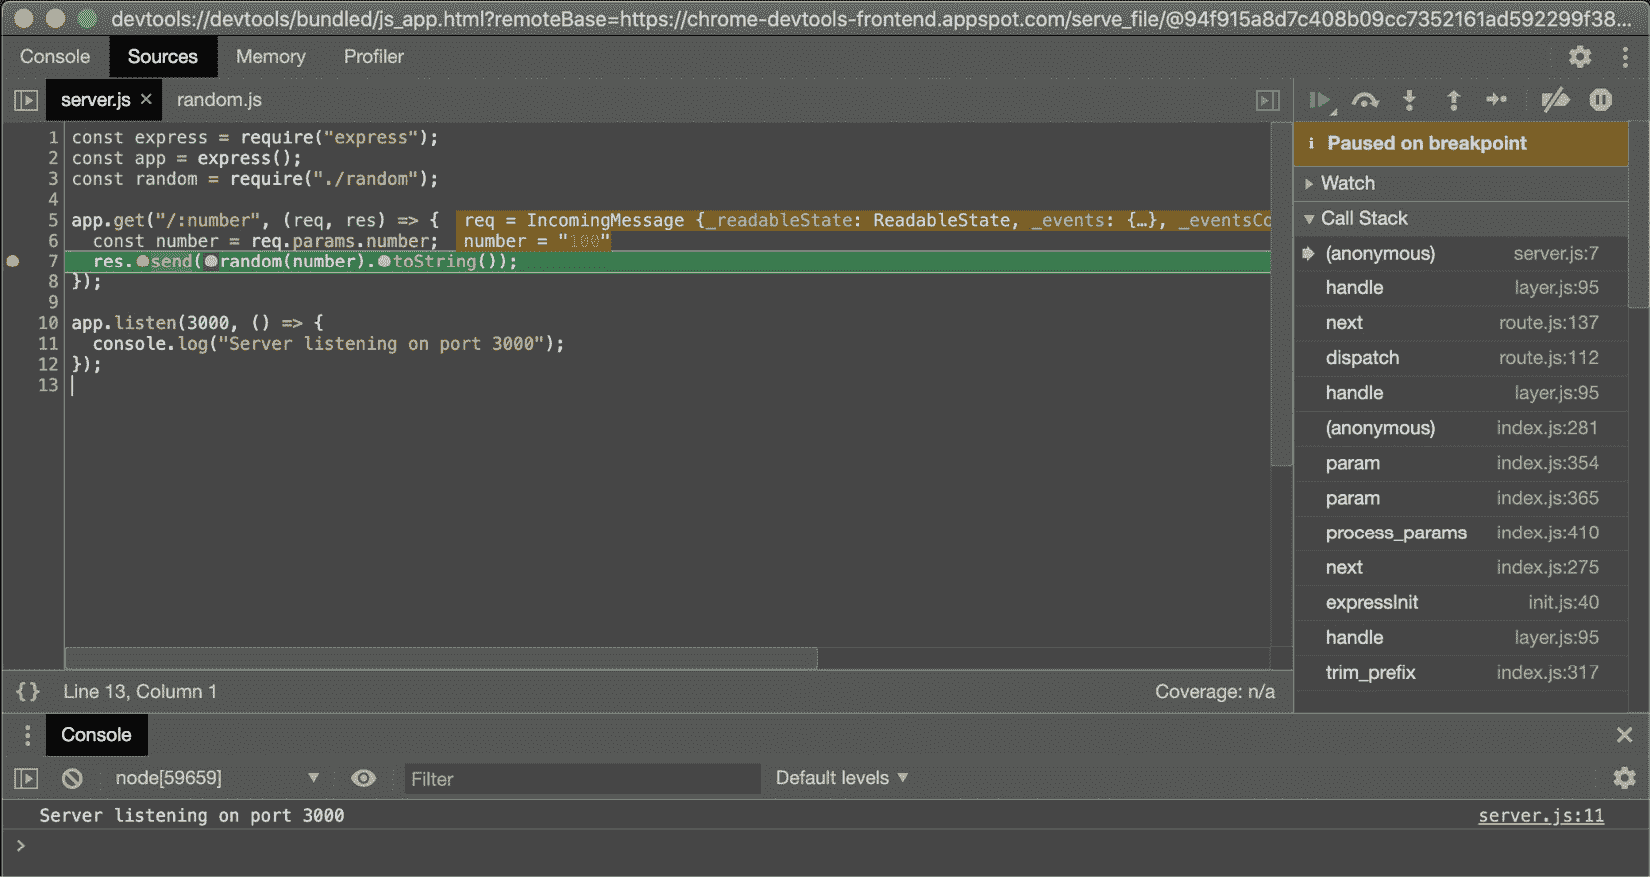 devtools://devtools/bundled/js_app.html?remoteBase=https://chrome-devtools-frontend.appspot.com/serve_file/@94f915a8d7c408b09cc7352161ad592299f38...
Console Sources Memory Profiler
server.js × random.js
1 const express = require("express");
2 const app = express();
3 const random = require("./random");
4
5 app.get("/:number", (req, res) => { req = IncomingMessage {_readableState: ReadableState, _events: {…}, _eventsCo
6 const number = req.params.number; number = "100"
7 res.send(random(number).toString());
8 });
9
10 app.listen(3000, () => {
11 console.log("Server listening on port 3000");
12 });
13
{} Line 13, Column 1 Coverage: n/a
i Paused on breakpoint
Watch
Call Stack
(anonymous) server.js:7
handle layer.js:95
next route.js:137
dispatch route.js:112
handle layer.js:95
(anonymous) index.js:281
param index.js:354
param index.js:365
process_params index.js:410
next index.js:275
expressInit init.js:40
handle layer.js:95
trim_prefix index.js:317
Console
node[59659] Filter Default levels
Server listening on port 3000 server.js:11
>